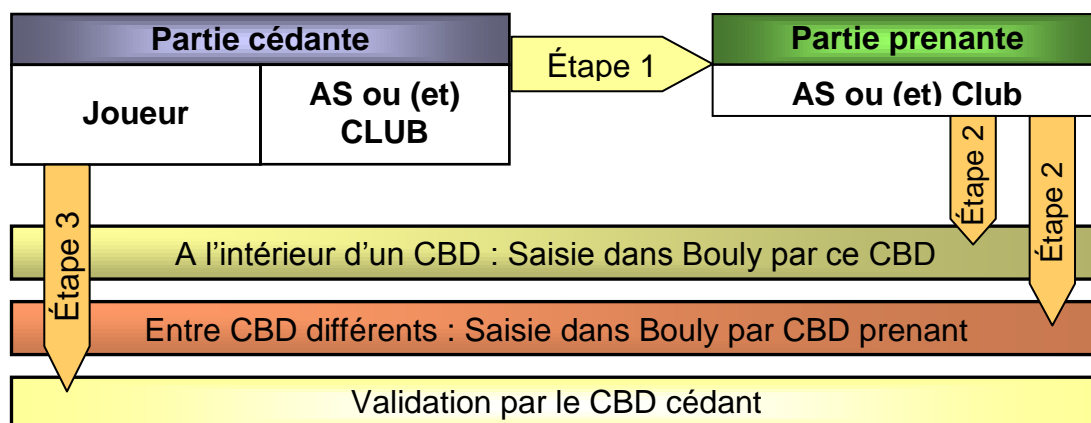 Partie cédante
Étape 1
Partie prenante
Joueur
AS ou (et)
CLUB
AS ou (et) Club
Étape 2
Étape 2
Étape 3
A l’intérieur d’un CBD : Saisie dans Bouly par ce CBD
Entre CBD différents : Saisie dans Bouly par CBD prenant
Validation par le CBD cédant